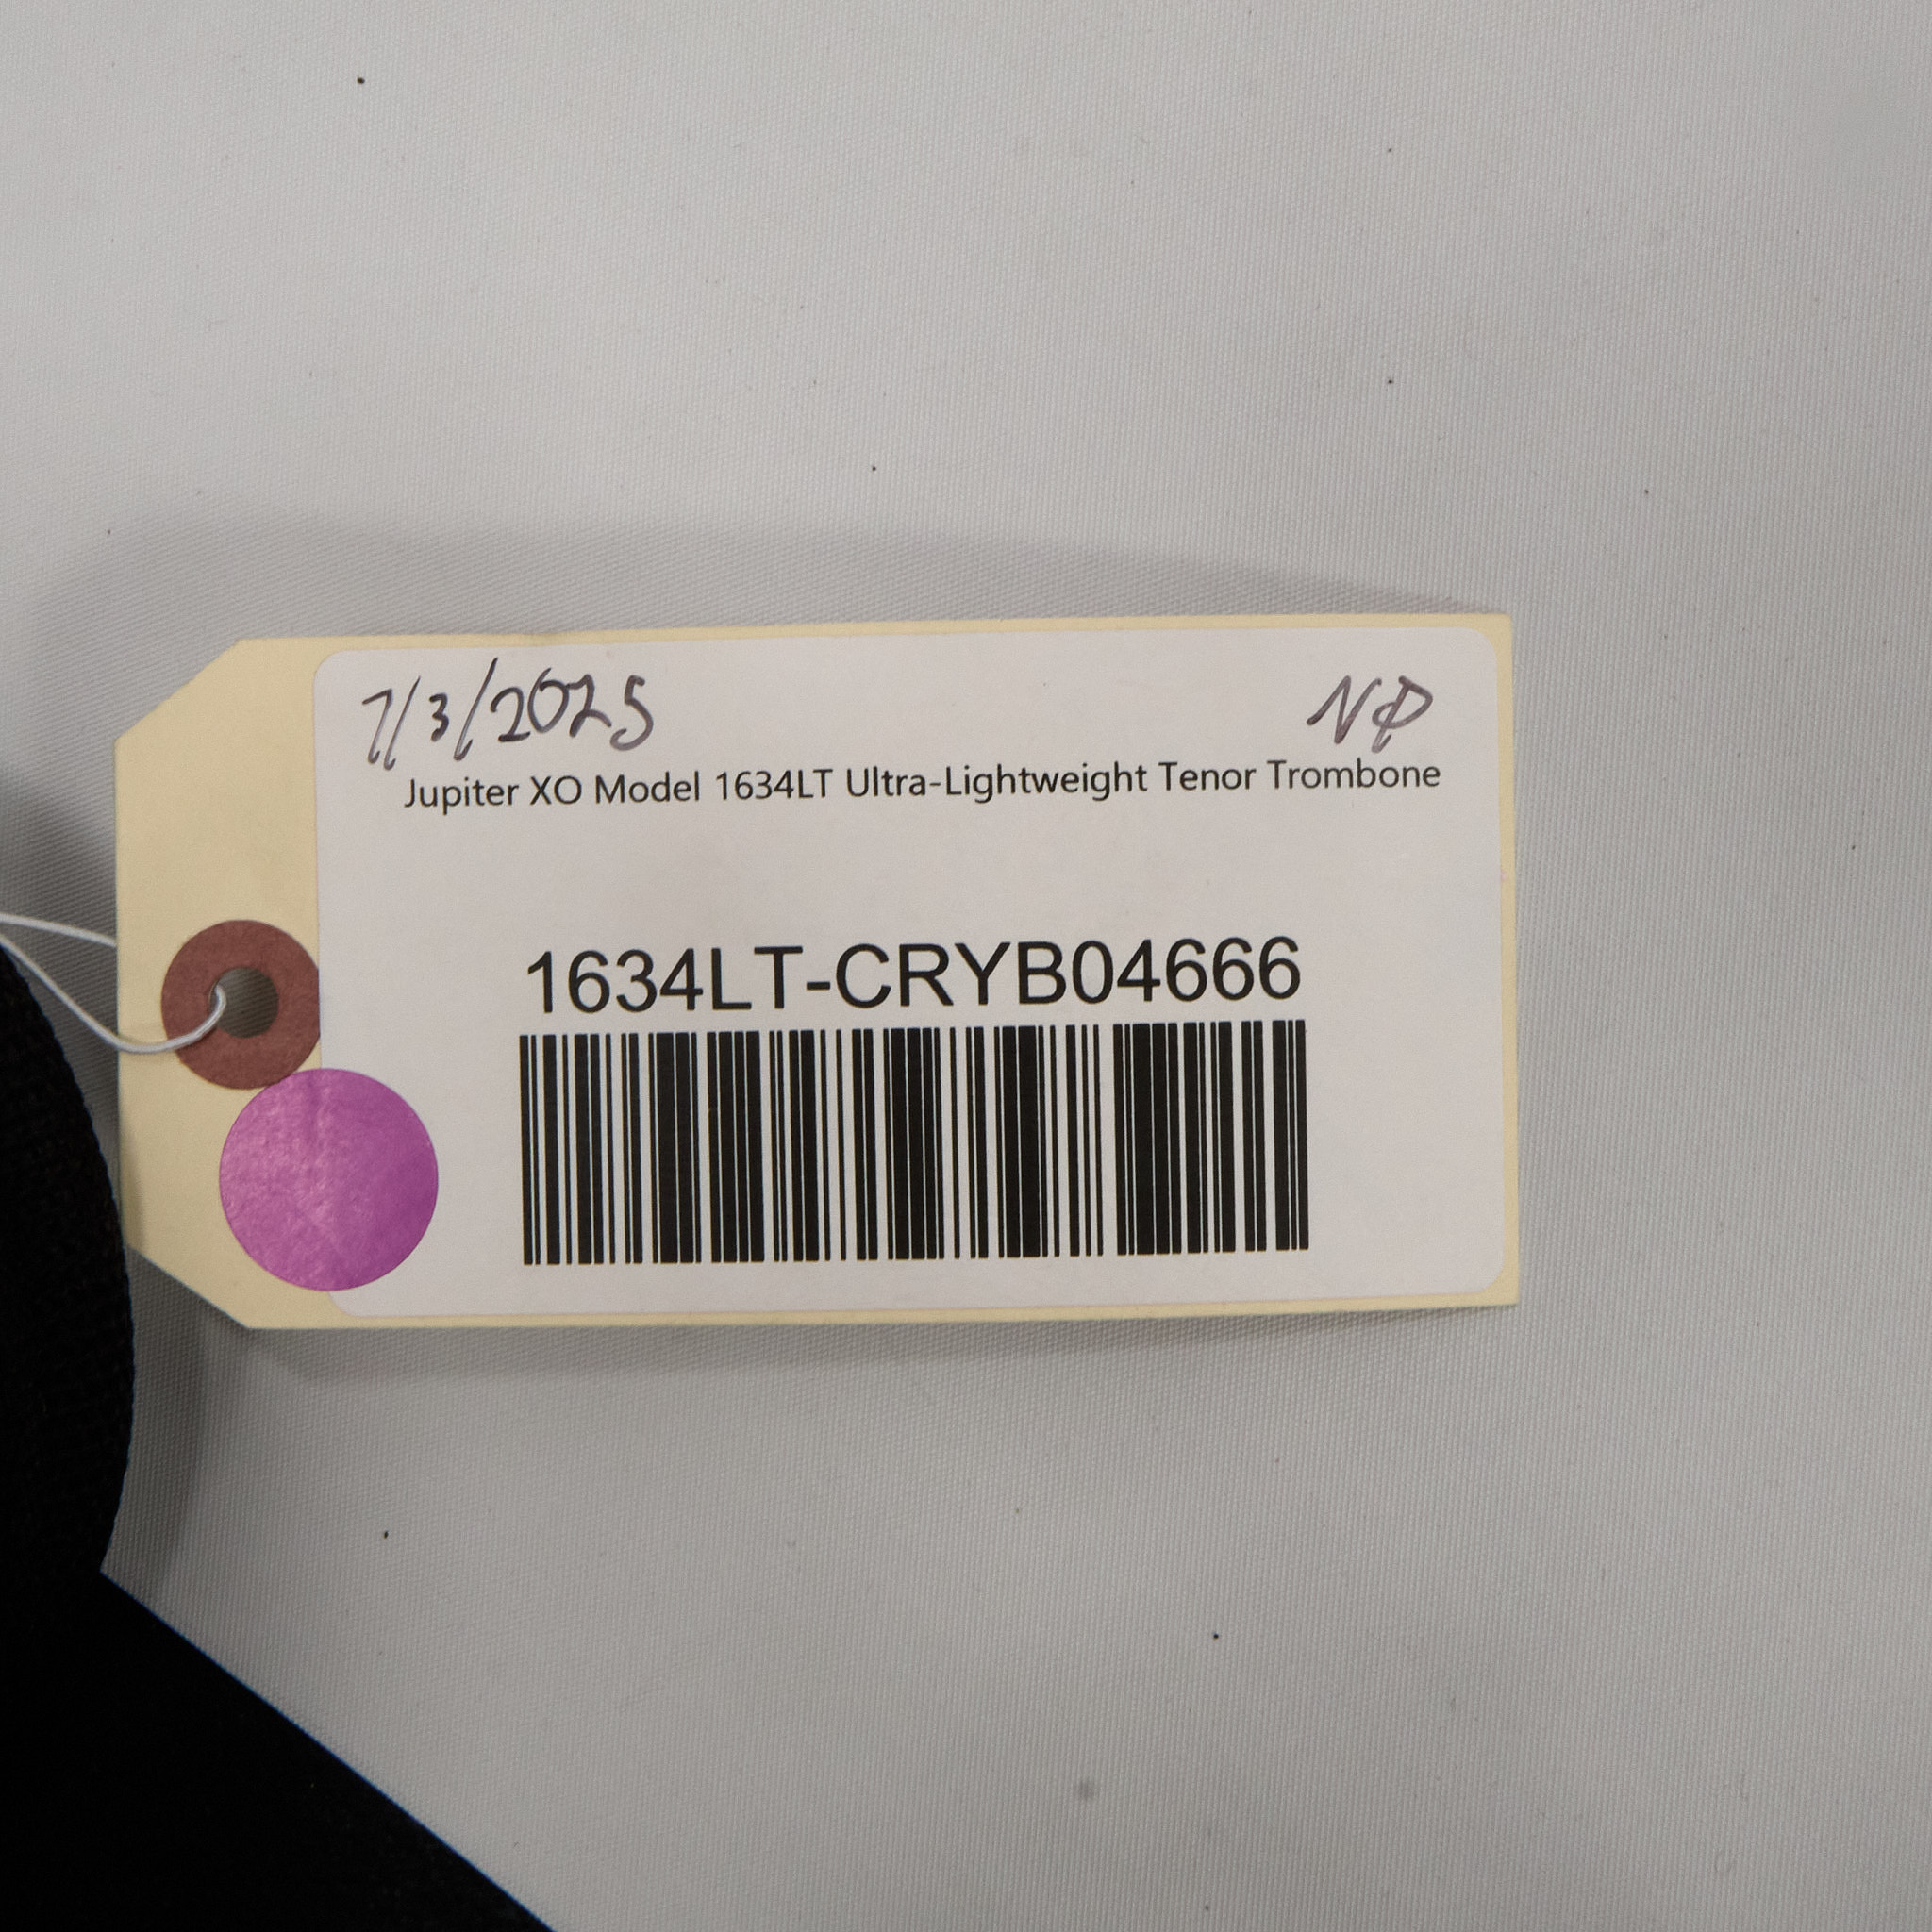 7/3/2025 NP
Jupiter XO Model 1634LT Ultra-Lightweight Tenor Trombone
1634LT-CRYB04666